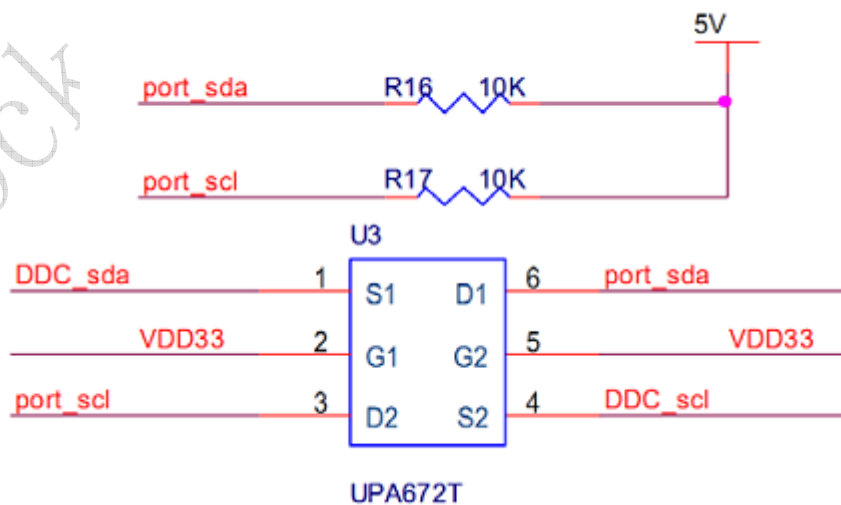 5V
port_sda R16 10K
port_scl R17 10K
U3
DDC_sda 1 S1 D1 6 port_sda
VDD33 2 G1 G2 5 VDD33
port_scl 3 D2 S2 4 DDC_scl
UPA672T